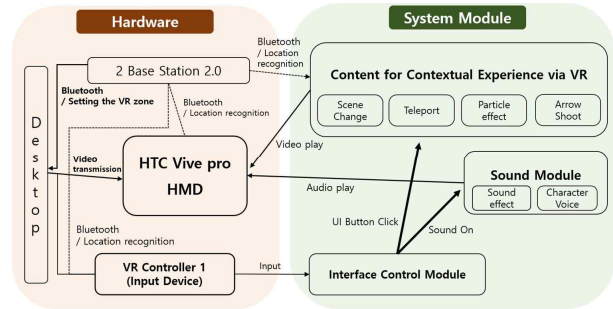 Hardware
System Module
Desktop
2 Base Station 2.0
Bluetooth
/ Location
recognition
Bluetooth
/ Setting the VR zone
Bluetooth
/ Location recognition
Video
transmission
HTC Vive pro
HMD
Bluetooth
/ Location recognition
VR Controller 1
(Input Device)
Input
Content for Contextual Experience via VR
Scene
Change
Teleport
Particle
effect
Arrow
Shoot
Video play
Audio play
Sound Module
Sound
effect
Character
Voice
UI Button Click
Sound On
Interface Control Module